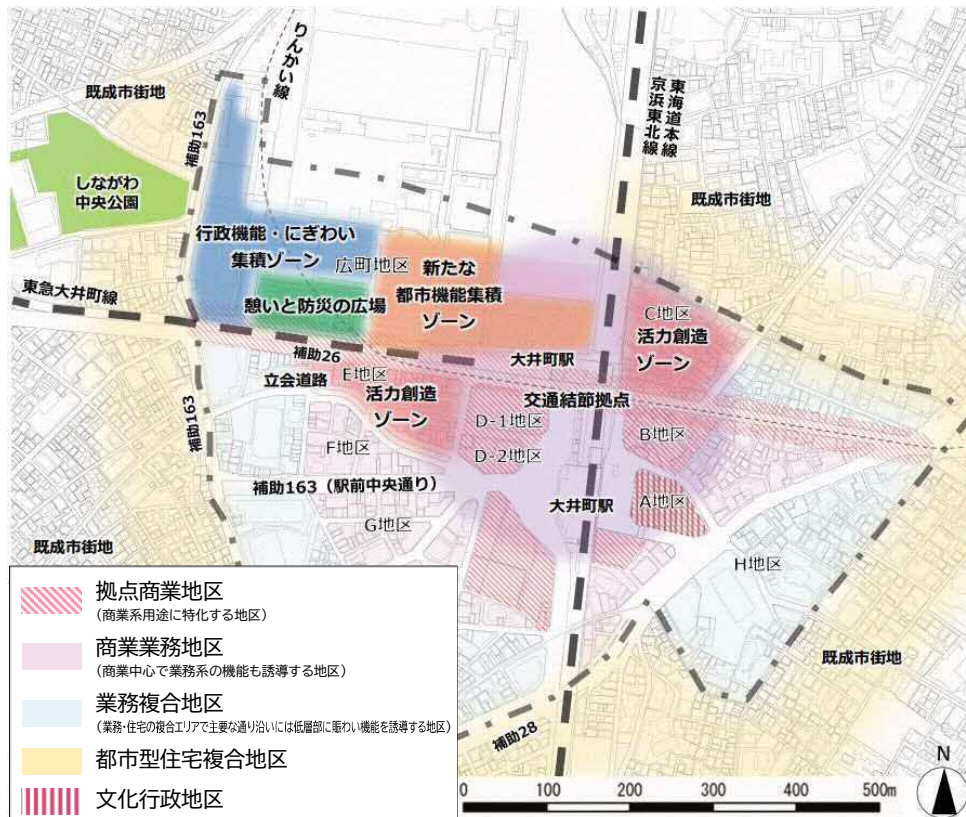 りんかい線
東海道本線
京浜東北線
既成市街地
補助163
しながわ
中央公園
既成市街地
行政機能・にぎわい
集積ゾーン
広町地区
新たな
都市機能集積
ゾーン
憩いと防災の広場
東急大井町線
C地区
活力創造
ゾーン
補助26
大井町駅
立会道路
E地区
活力創造
ゾーン
交通結節拠点
D-1地区
B地区
補助163
F地区
D-2地区
補助163（駅前中央通り）
大井町駅
A地区
G地区
既成市街地
既成市街地
H地区
既成市街地
補助28
拠点商業地区
（商業系用途に特化する地区）
商業業務地区
（商業中心で業務系の機能も誘導する地区）
業務複合地区
（業務・住宅の複合エリアで主要な通り沿いには低層部に賑わい機能を誘導する地区）
都市型住宅複合地区
文化行政地区
0 100 200 300 400 500m
N